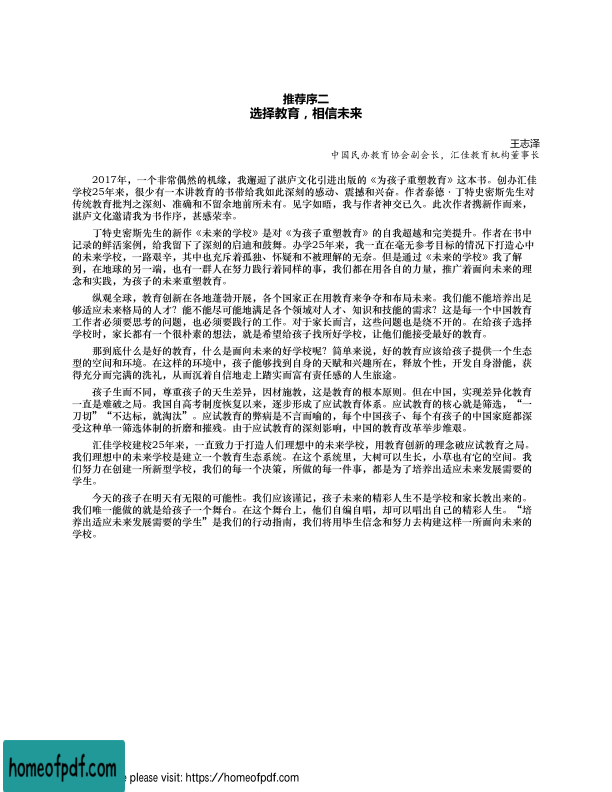 推荐序二
选择教育，相信未来
王志泽
中国民办教育协会副会长，汇佳教育机构董事长
2017年，一个非常偶然的机缘，我邂逅了湛庐文化引进出版的《为孩子重塑教育》这本书。创办汇佳
学校25年来，很少有一本讲教育的书带给我如此深刻的感动、震撼和兴奋。作者泰德·丁特史密斯先生对
传统教育批判之深刻、准确和不留余地前所未有。见字如晤，我与作者神交已久。此次作者携新作而来，
湛庐文化邀请我为书作序，甚感荣幸。
丁特史密斯先生的新作《未来的学校》是对《为孩子重塑教育》的自我超越和完美提升。作者在书中
记录的鲜活案例，给我留下了深刻的启迪和鼓舞。办学25年来，我一直在毫无参考目标的情况下打造心中
的未来学校，一路艰辛，其中也充斥着孤独、怀疑和不被理解的无奈。但是通过《未来的学校》我了解
到，在地球的另一端，也有一群人在努力践行着同样的事，我们都在用各自的力量，推广着面向未来的理
念和实践，为孩子的未来重塑教育。
纵观全球，教育创新在各地蓬勃开展，各个国家正在用教育来争夺和布局未来。我们能不能培养出足
够适应未来格局的人才？能不能尽可能地满足各个领域对人才、知识和技能的需求？这是每一个中国教育
工作者必须要思考的问题，也必须要践行的工作。对于家长而言，这些问题也是绕不开的。在给孩子选择
学校时，家长都有一个很朴素的想法，就是希望给孩子找所好学校，让他们能接受最好的教育。
那到底什么是好的教育，什么是面向未来的好学校呢？简单来说，好的教育应该给孩子提供一个生态
型的空间和环境。在这样的环境中，孩子能够找到自身的天赋和兴趣所在，释放个性，开发自身潜能，获
得充分而完满的洗礼，从而沉着自信地走上踏实而富有责任感的人生旅途。
孩子生而不同，尊重孩子的天生差异，因材施教，这是教育的根本原则。但在中国，实现差异化教育
一直是难破之局。我国自高考制度恢复以来，逐步形成了应试教育体系。应试教育的核心就是筛选，“一
刀切”“不达标，就淘汰”。应试教育的弊病是不言而喻的，每个中国孩子、每个有孩子的中国家庭都深
受这种单一筛选体制的折磨和摧残。由于应试教育的深刻影响，中国的教育改革举步维艰。
汇佳学校建校25年来，一直致力于打造人们理想中的未来学校，用教育创新的理念破应试教育之局。
我们理想中的未来学校是建立一个教育生态系统。在这个系统里，大树可以生长，小草也有它的空间。我
们努力在创建一所新型学校，我们的每一个决策，所做的每一件事，都是为了培养出适应未来发展需要的
学生。
今天的孩子在明天有无限的可能性。我们应该谨记，孩子未来的精彩人生不是学校和家长教出来的。
我们唯一能做的就是给孩子一个舞台。在这个舞台上，他们自编自唱，却可以唱出自己的精彩人生。“培
养出适应未来发展需要的学生”是我们的行动指南，我们将用毕生信念和努力去构建这样一所面向未来的
学校。
homeofpdf.com
e please visit: https://homeofpdf.com